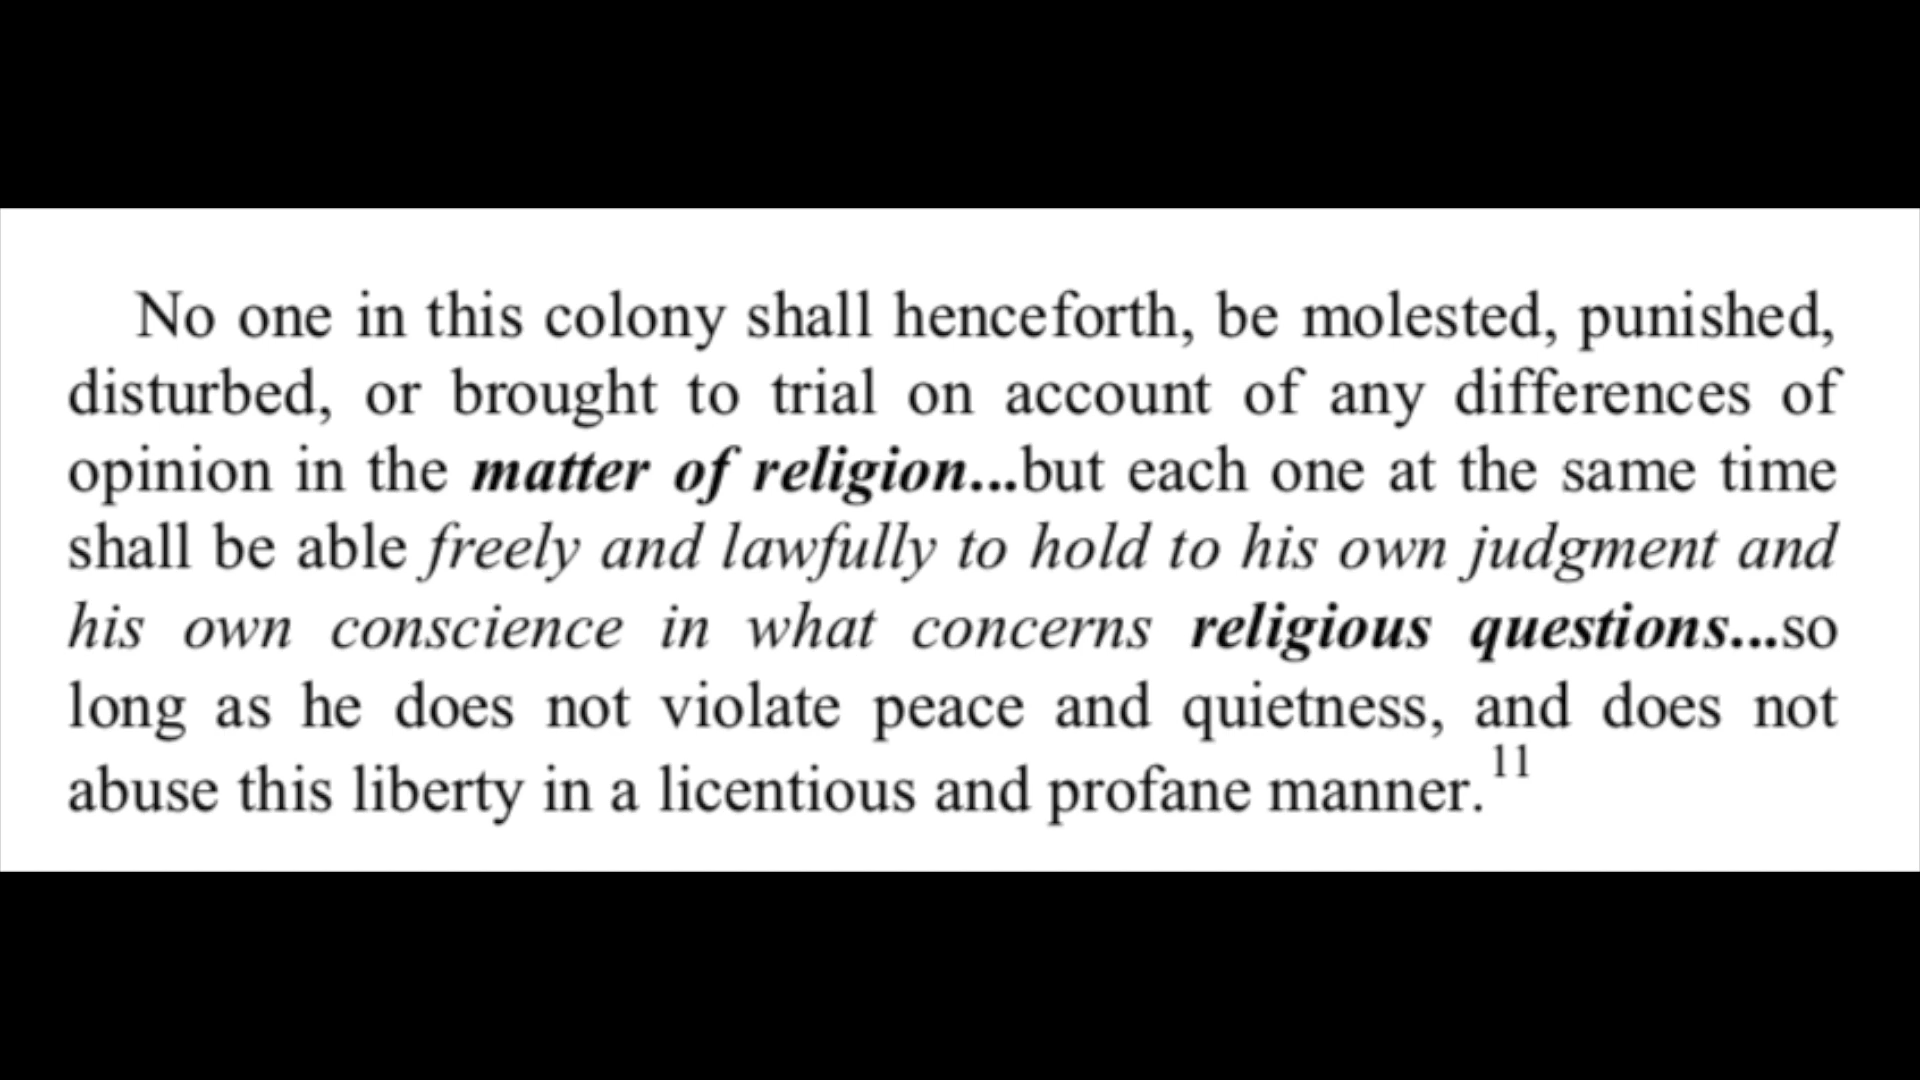 No one in this colony shall henceforth, be molested, punished,
disturbed, or brought to trial on account of any differences of
opinion in the matter of religion...but each one at the same time
shall be able freely and lawfully to hold to his own judgment and
his own conscience in what concerns religious questions...so
long as he does not violate peace and quietness, and does not
abuse this liberty in a licentious and profane manner.11